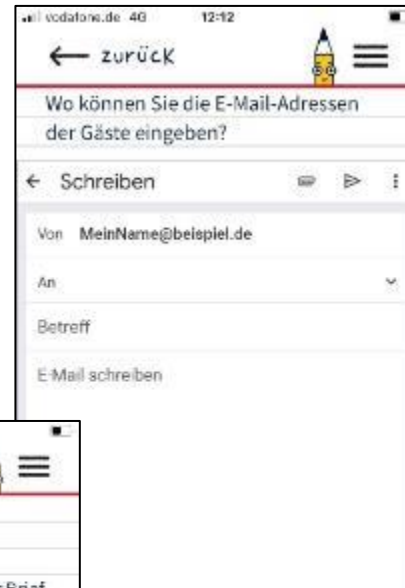 vodafone.de 4G 12:12
← zurück
Wo können Sie die E-Mail-Adressen
der Gäste eingeben?
← Schreiben
Von MeinName@beispiel.de
An
Betreff
E-Mail schreiben
Brief